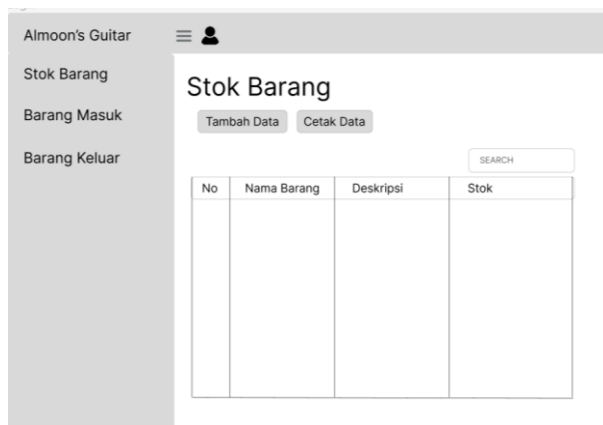 Almoon's Guitar
Stok Barang
Barang Masuk
Barang Keluar
Stok Barang
Tambah Data Cetak Data
SEARCH
No Nama Barang Deskripsi Stok